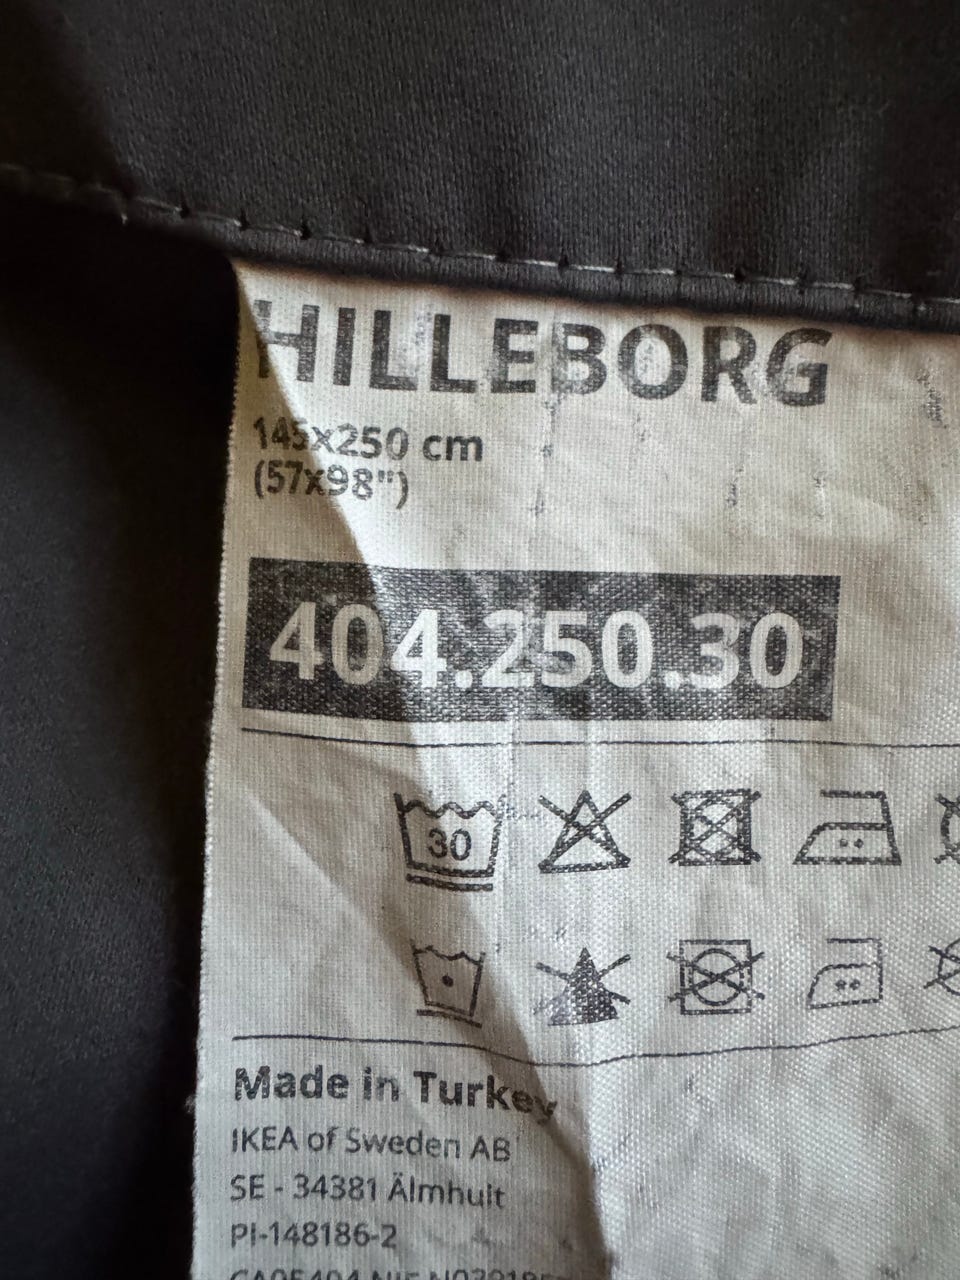 HILLEBORG
145x250 cm
(57x98")
404.250.30
30
Made in Turkey
IKEA of Sweden AB
SE - 34381 Älmhult
PI-148186-2